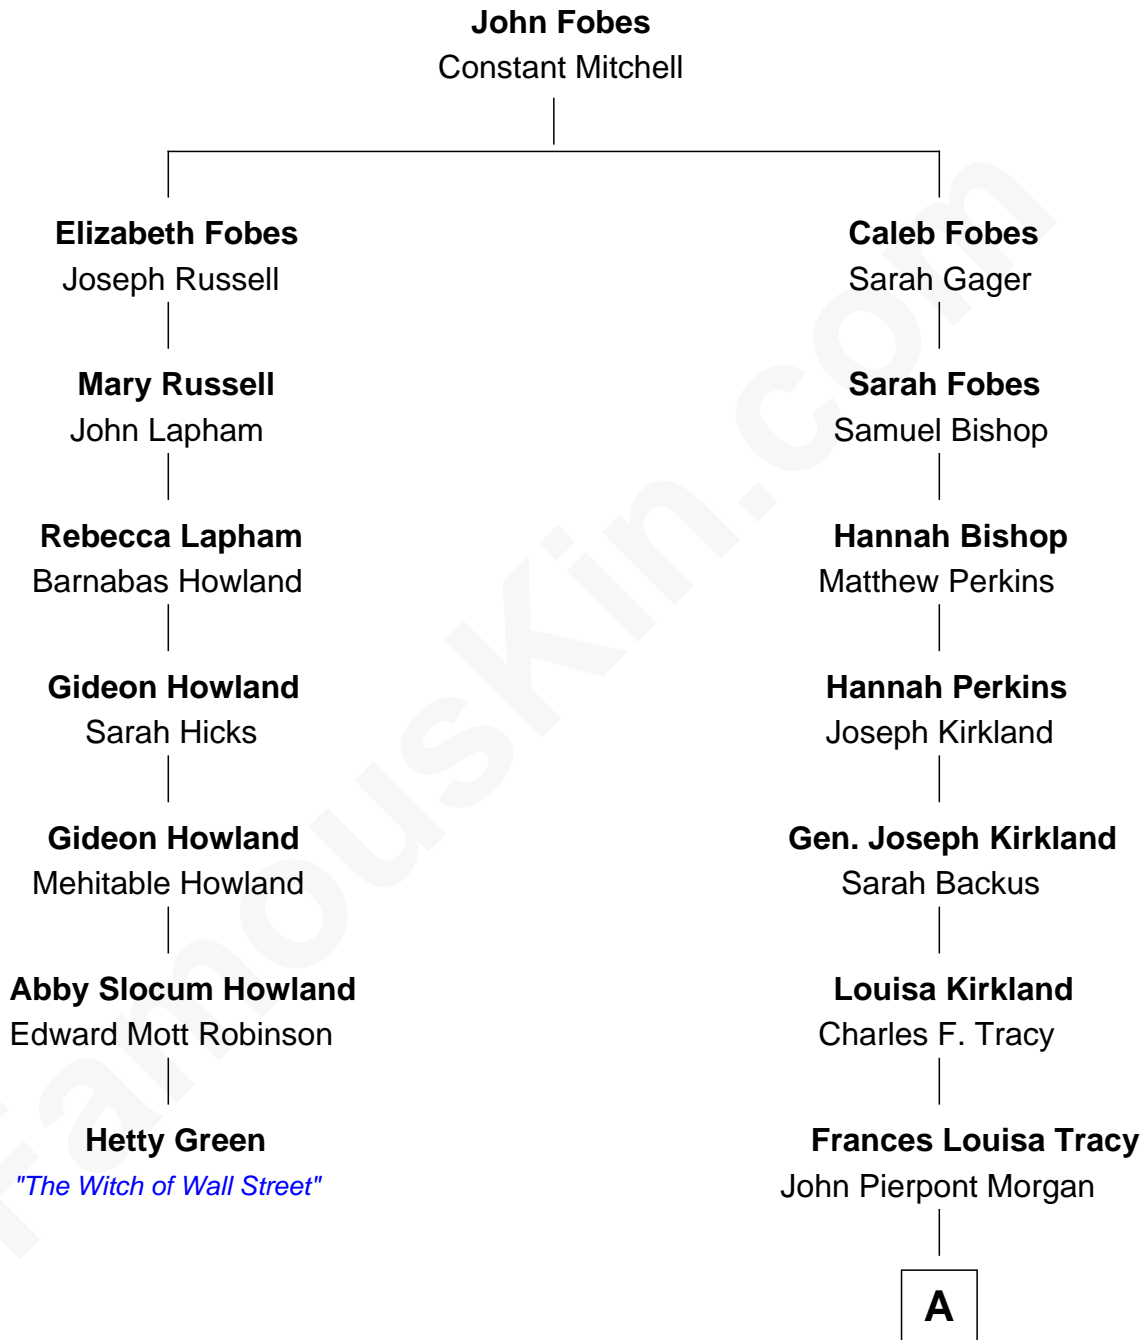 John Fobes
Constant Mitchell
Elizabeth Fobes
Joseph Russell
Caleb Fobes
Sarah Gager
Mary Russell
John Lapham
Sarah Fobes
Samuel Bishop
Rebecca Lapham
Barnabas Howland
Hannah Bishop
Matthew Perkins
Gideon Howland
Sarah Hicks
Hannah Perkins
Joseph Kirkland
Gideon Howland
Mehitable Howland
Gen. Joseph Kirkland
Sarah Backus
Abby Slocum Howland
Edward Mott Robinson
Louisa Kirkland
Charles F. Tracy
Hetty Green
"The Witch of Wall Street"
Frances Louisa Tracy
John Pierpont Morgan
A
FamousKin.com